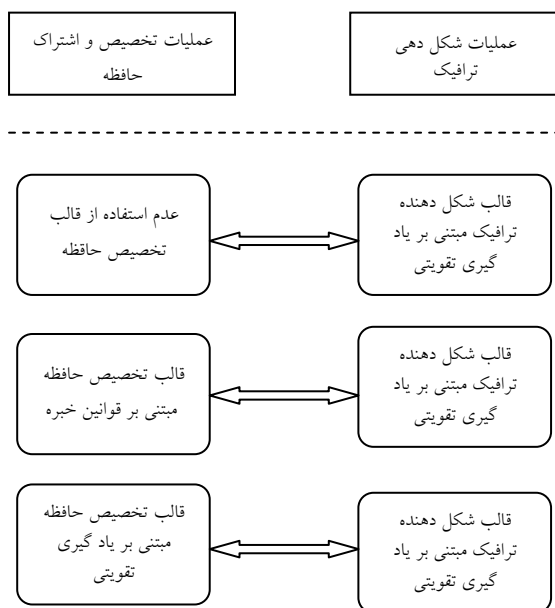 عملیات شکل دهی
ترافیک
عملیات تخصیص و اشتراک
حافظه
قالب شکل دهنده
ترافیک مبتنی بر یاد
گیری تقویتی
عدم استفاده از قالب
تخصیص حاقظه
قالب شکل دهنده
ترافیک مبتنی بر یاد
گیری تقویتی
قالب تخصیص حافظه
مبتنی بر قوانین خبره
قالب شکل دهنده
ترافیک مبتنی بر یاد
گیری تقویتی
قالب تخصیص حافظه
مبتنی بر یاد گیری
تقویتی